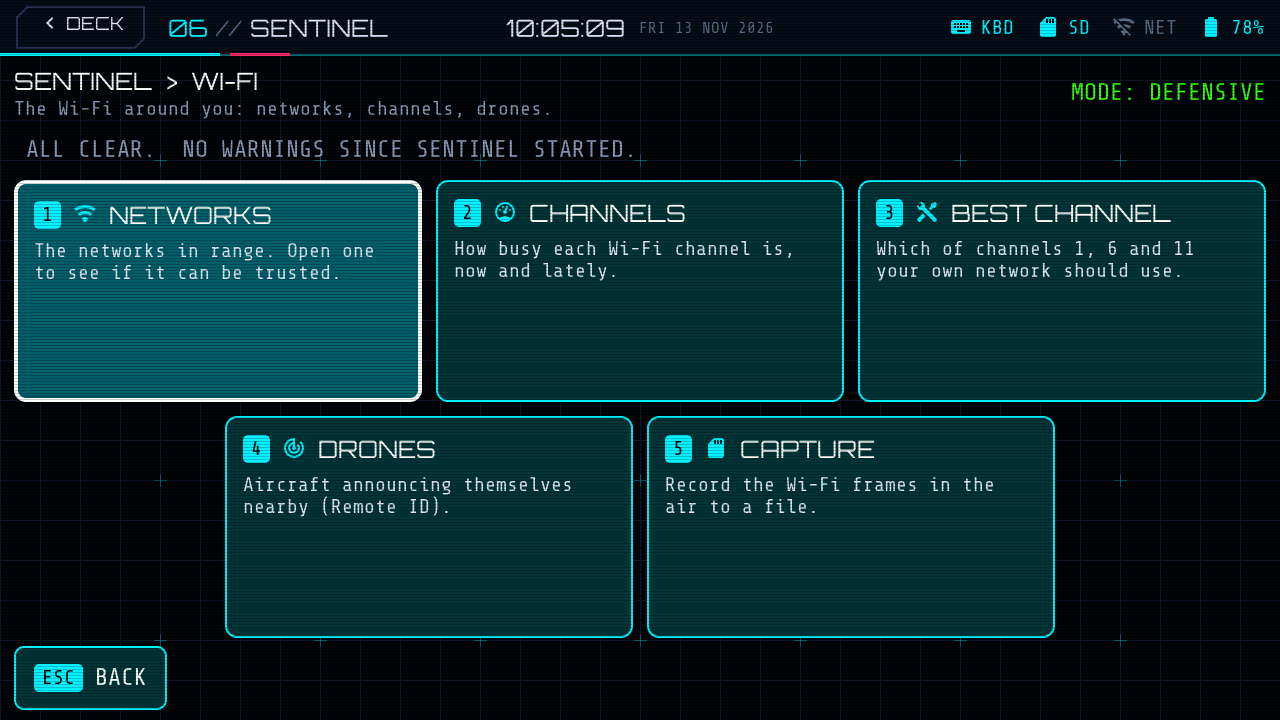 DECK
06 // SENTINEL
10:05:09 FRI 13 NOV 2026
KBD SD NET 78%
SENTINEL > WI-FI
The Wi-Fi around you: networks, channels, drones.
MODE: DEFENSIVE
ALL CLEAR. NO WARNINGS SINCE SENTINEL STARTED.
1 NETWORKS
The networks in range. Open one
to see if it can be trusted.
2 CHANNELS
How busy each Wi-Fi channel is,
now and lately.
3 BEST CHANNEL
Which of channels 1, 6 and 11
your own network should use.
4 DRONES
Aircraft announcing themselves
nearby (Remote ID).
5 CAPTURE
Record the Wi-Fi frames in the
air to a file.
ESC BACK